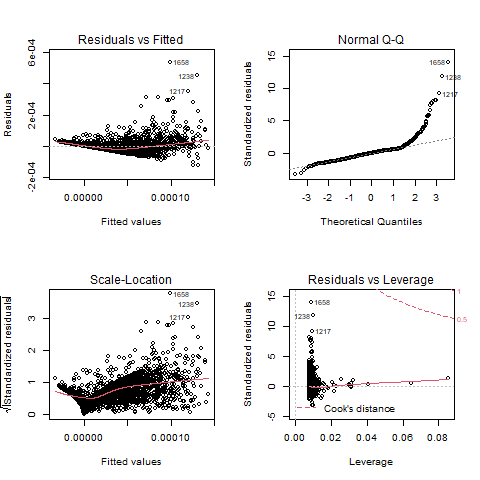 Residuals vs Fitted
Residuals
-2e-04 2e-04 6e-04
1658
1238
1217
0.00000 0.00010
Fitted values
Normal Q-Q
Standardized residuals
0 5 10 15
1658
1238
1217
-3 -2 -1 0 1 2 3
Theoretical Quantiles
Scale-Location
√|Standardized residuals|
0 1 2 3
1658
1238
1217
0.00000 0.00010
Fitted values
Residuals vs Leverage
Standardized residuals
-5 0 5 10 15
1658
1238
1217
1
0.5
Cook's distance
0.00 0.02 0.04 0.06 0.08
Leverage